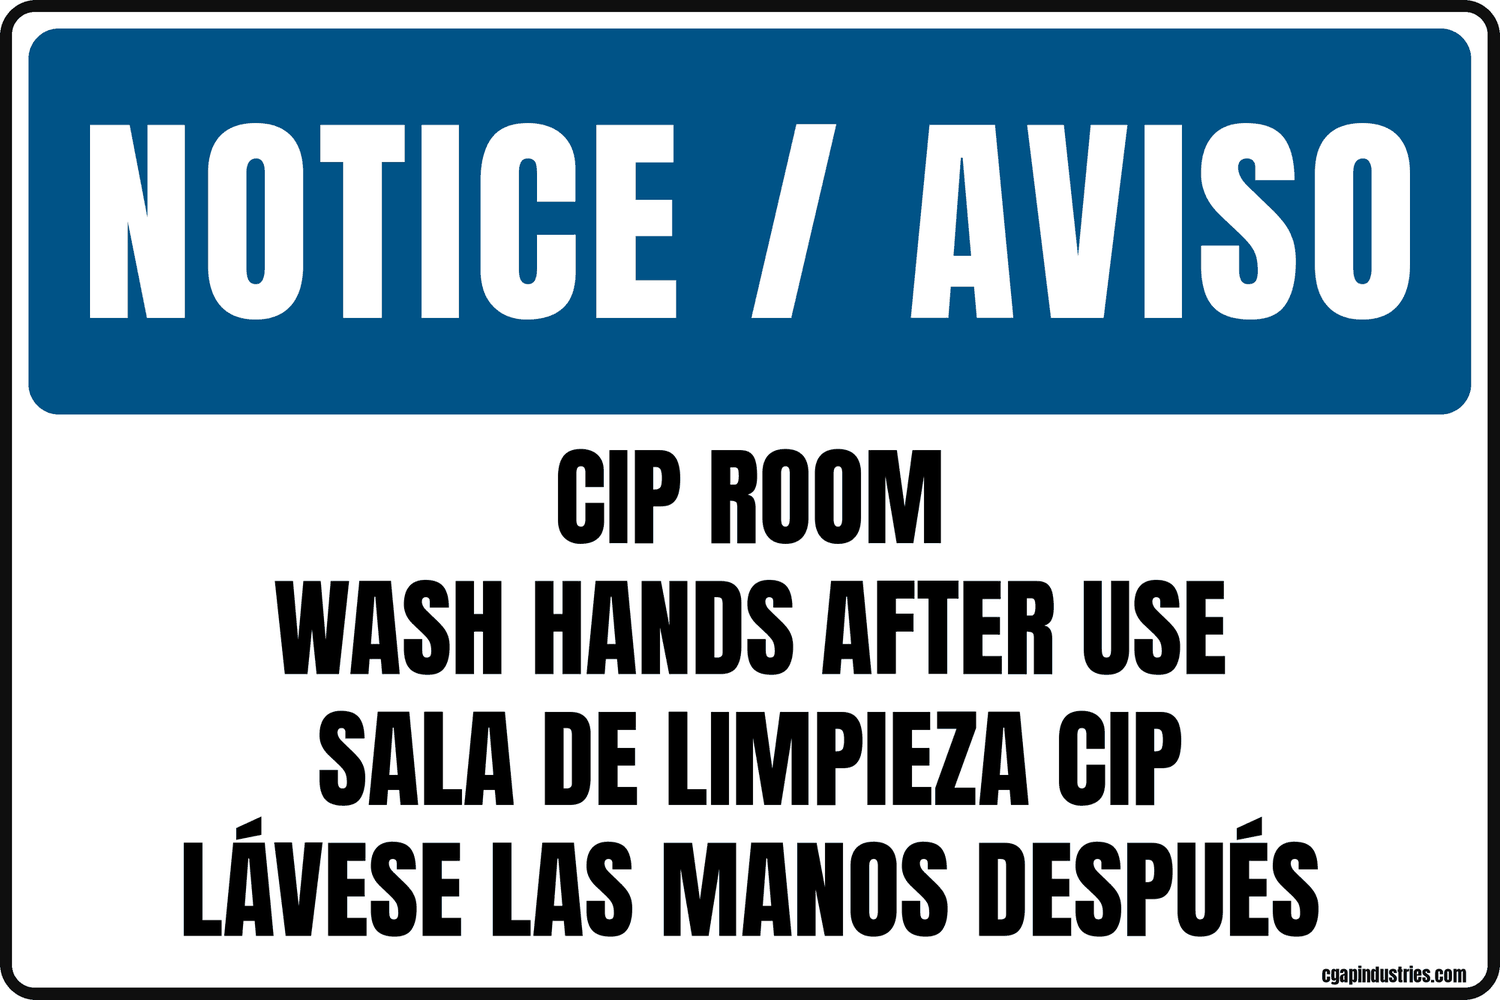 NOTICE / AVISO
CIP ROOM
WASH HANDS AFTER USE
SALA DE LIMPIEZA CIP
LÁVESE LAS MANOS DESPUÉS
cgapindustries.com